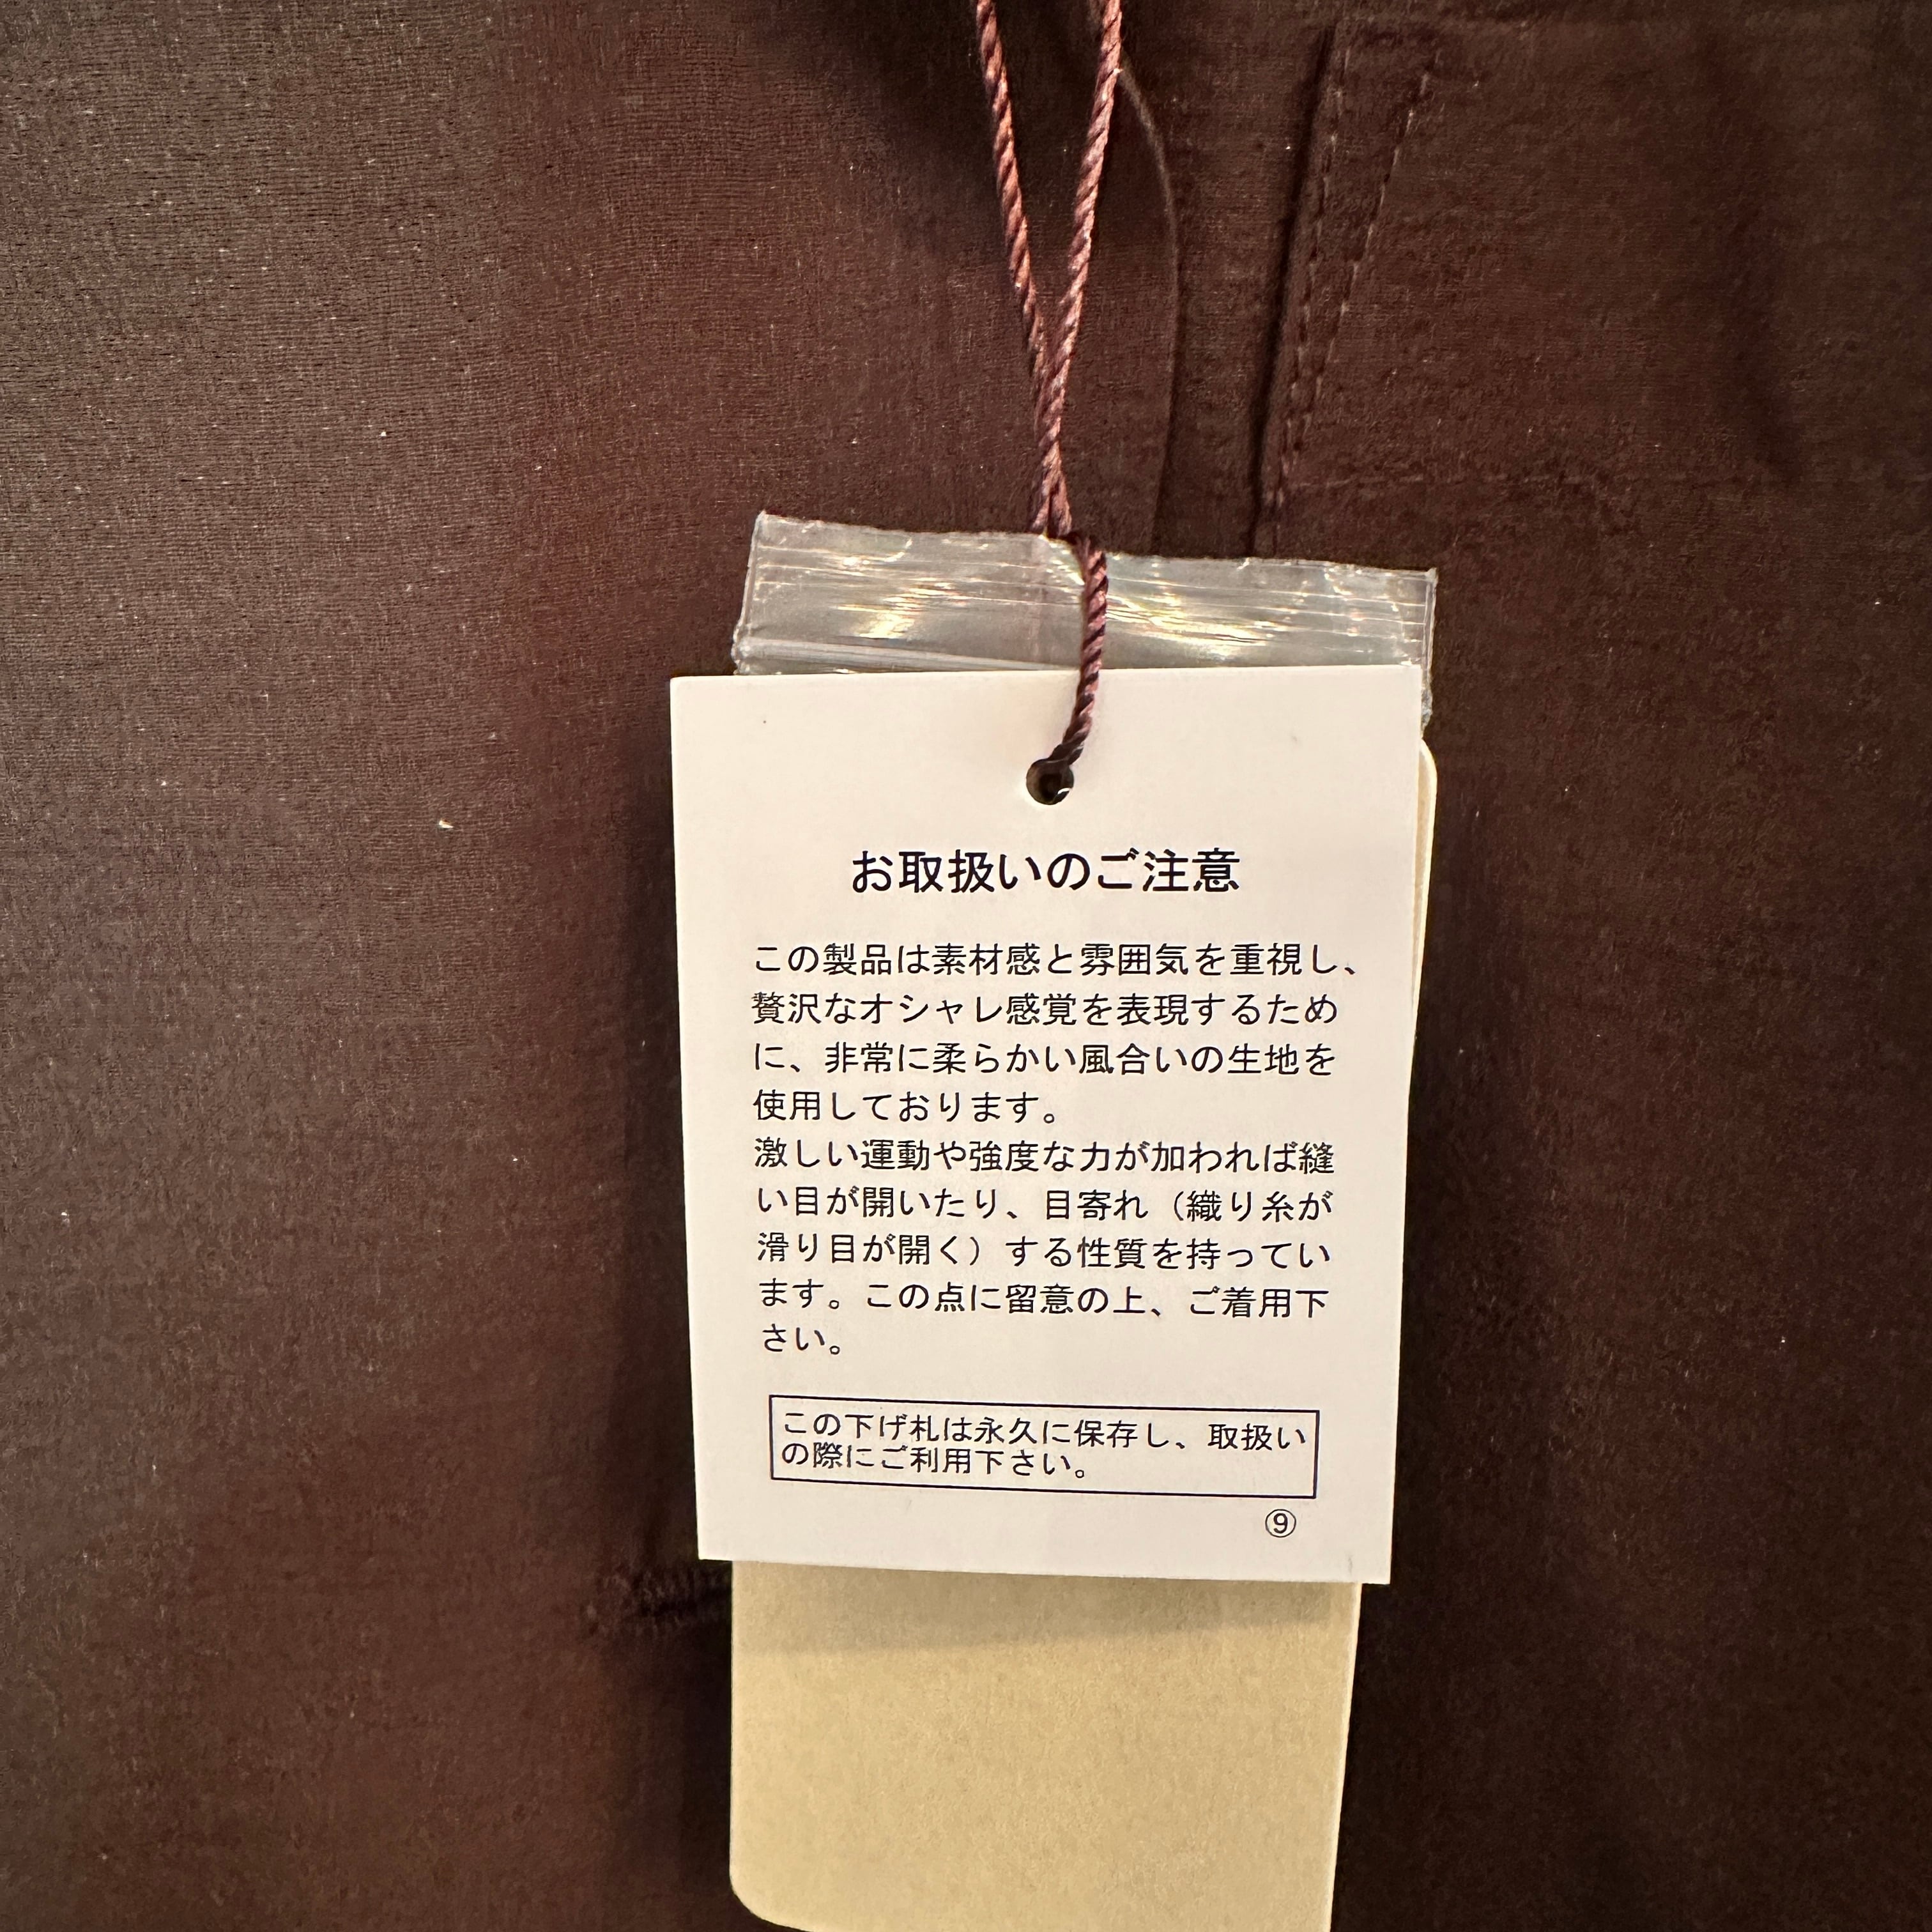 お取扱いのご注意
この製品は素材感と雰囲気を重視し、
贅沢なオシャレ感覚を表現するため
に、非常に柔らかい風合いの生地を
使用しております。
激しい運動や強度な力が加われば縫
い目が開いたり、目寄れ（織り糸が
滑り目が開く）する性質を持ってい
ます。この点に留意の上、ご着用下
さい。
この下げ札は永久に保存し、取扱い
の際にご利用下さい。
⑨